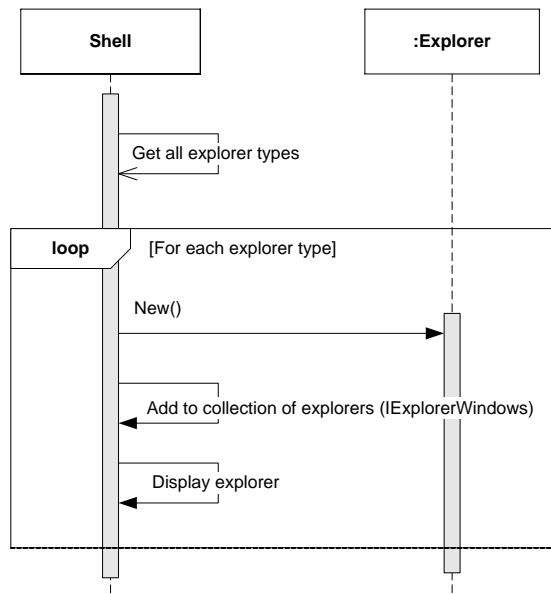 Shell
:Explorer
Get all explorer types
loop
[For each explorer type]
New()
Add to collection of explorers (IExplorerWindows)
Display explorer